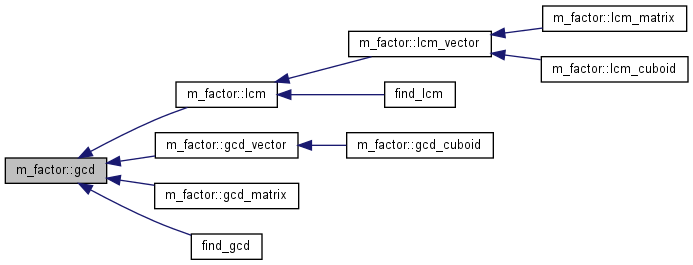 m_factor::lcm_matrix
m_factor::lcm_vector
m_factor::lcm_cuboid
m_factor::lcm
find_lcm
m_factor::gcd_vector
m_factor::gcd_cuboid
m_factor::gcd
m_factor::gcd_matrix
find_gcd